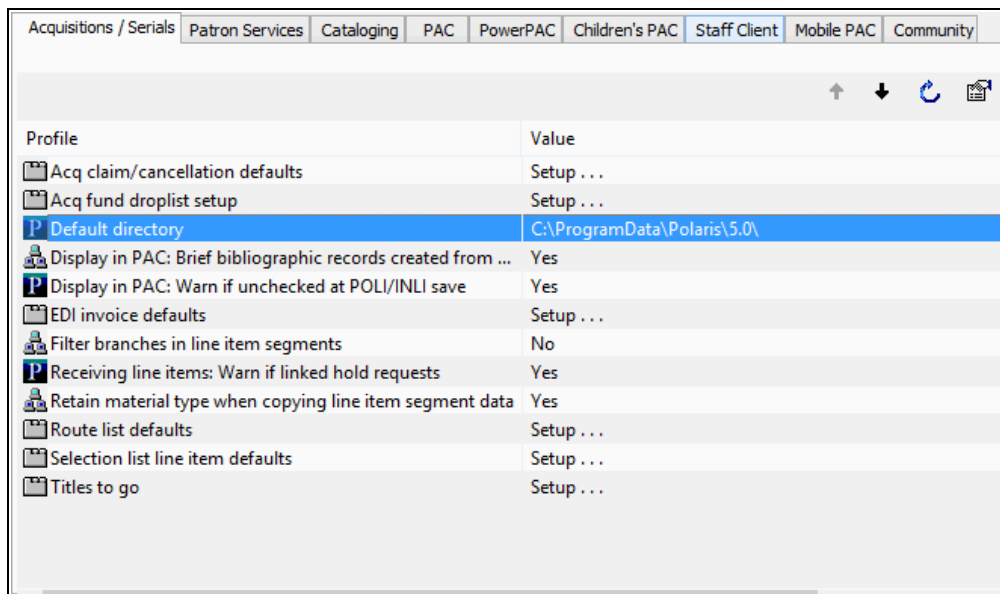 Acquisitions / Serials Patron Services Cataloging PAC PowerPAC Children's PAC Staff Client Mobile PAC Community
Profile Value
Acq claim/cancellation defaults Setup . . .
Acq fund droplist setup Setup . . .
P Default directory C:\ProgramData\Polaris\5.0\
Display in PAC: Brief bibliographic records created from ... Yes
P Display in PAC: Warn if unchecked at POLI/INLI save Yes
EDI invoice defaults Setup . . .
Filter branches in line item segments No
P Receiving line items: Warn if linked hold requests Yes
Retain material type when copying line item segment data Yes
Route list defaults Setup . . .
Selection list line item defaults Setup . . .
Titles to go Setup . . .